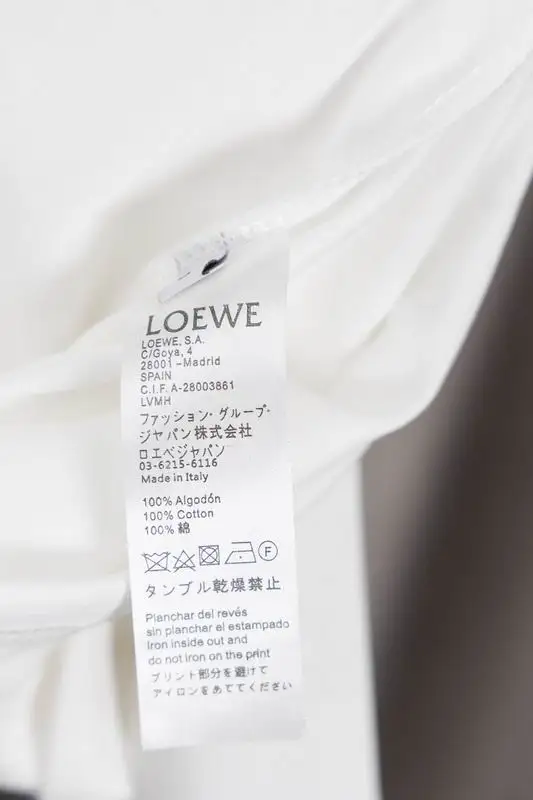 LOEWE
LOEWE, S.A.
C/Goya, 4
28001 –Madrid
SPAIN
C.I.F. A-28003861
LVMH
ファッション・グループ・
ジャパン株式会社
ロエベジャパン
03-6215-6116
Made in Italy
100% Algodón
100% Cotton
100% 綿
F
タンブル乾燥禁止
Planchar del revés
sin planchar el estampado
Iron inside out and
do not iron on the print
プリント部分を避けて
アイロンをあててください